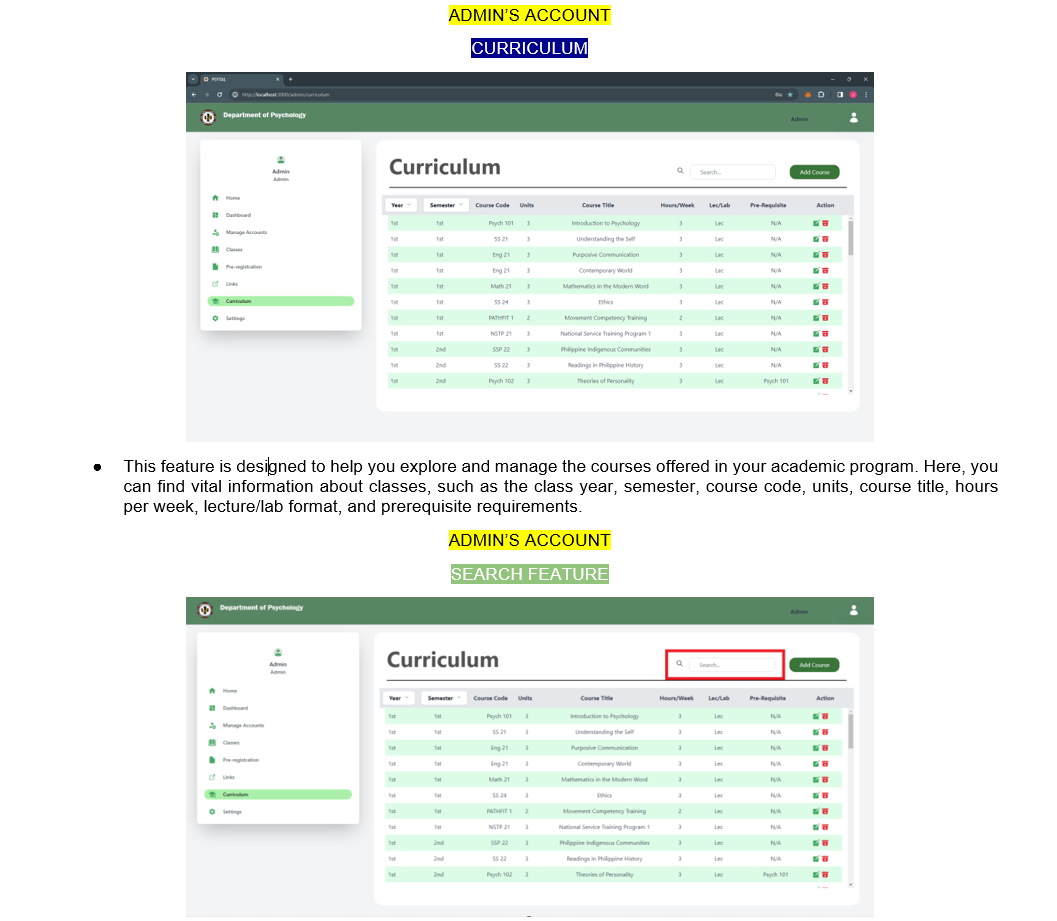 ADMIN'S ACCOUNT
CURRICULUM
PSYTAL
http://localhost:3000/admin/curriculum
Department of Psychology Admin
Admin
Admin
Home
Dashboard
Manage Accounts
Classes
Pre-registration
Links
Curriculum
Settings
Curriculum Search... Add Course
Year Semester Course Code Units Course Title Hours/Week Lec/Lab Pre-Requisite Action
1st 1st Psych 101 3 Introduction to Psychology 3 Lec N/A
1st 1st SS 21 3 Understanding the Self 3 Lec N/A
1st 1st Eng 21 3 Purposive Communication 3 Lec N/A
1st 1st Eng 21 3 Contemporary World 3 Lec N/A
1st 1st Math 21 3 Mathematics in the Modern Word 3 Lec N/A
1st 1st SS 24 3 Ethics 3 Lec N/A
1st 1st PATHFIT 1 2 Movement Competency Training 2 Lec N/A
1st 1st NSTP 21 3 National Service Training Program 1 3 Lec N/A
1st 2nd SSP 22 3 Philippine Indigenous Communities 3 Lec N/A
1st 2nd SS 22 3 Readings in Philippine History 3 Lec N/A
1st 2nd Psych 102 3 Theories of Personality 3 Lec Psych 101
● This feature is designed to help you explore and manage the courses offered in your academic program. Here, you
can find vital information about classes, such as the class year, semester, course code, units, course title, hours
per week, lecture/lab format, and prerequisite requirements.
ADMIN'S ACCOUNT
SEARCH FEATURE
Department of Psychology Admin
Admin
Admin
Home
Dashboard
Manage Accounts
Classes
Pre-registration
Links
Curriculum
Settings
Curriculum Search... Add Course
Year Semester Course Code Units Course Title Hours/Week Lec/Lab Pre-Requisite Action
1st 1st Psych 101 3 Introduction to Psychology 3 Lec N/A
1st 1st SS 21 3 Understanding the Self 3 Lec N/A
1st 1st Eng 21 3 Purposive Communication 3 Lec N/A
1st 1st Eng 21 3 Contemporary World 3 Lec N/A
1st 1st Math 21 3 Mathematics in the Modern Word 3 Lec N/A
1st 1st SS 24 3 Ethics 3 Lec N/A
1st 1st PATHFIT 1 2 Movement Competency Training 2 Lec N/A
1st 1st NSTP 21 3 National Service Training Program 1 3 Lec N/A
1st 2nd SSP 22 3 Philippine Indigenous Communities 3 Lec N/A
1st 2nd SS 22 3 Readings in Philippine History 3 Lec N/A
1st 2nd Psych 102 3 Theories of Personality 3 Lec Psych 101